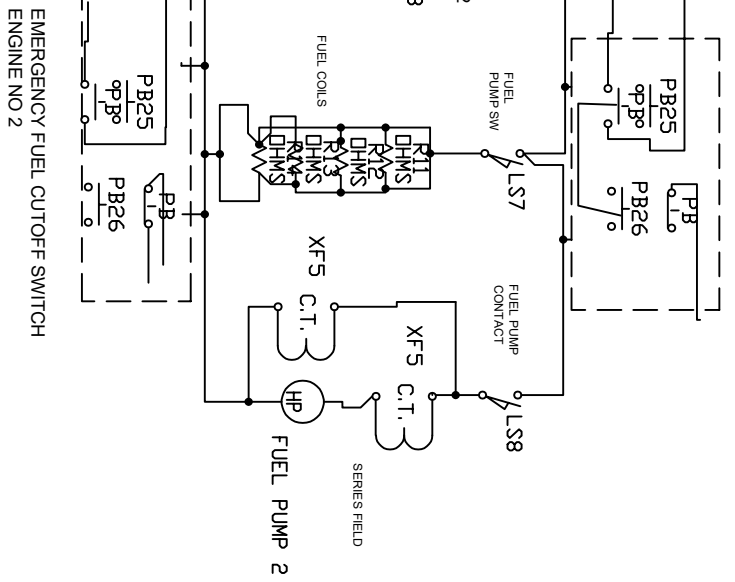 PB25
PB
PB
PB26
FUEL
PUMP SW
LS7
FUEL PUMP
CONTACT
LS8
FUEL COILS
R11
OHMS
R12
OHMS
R13
OHMS
OHMS
XF5
C.T.
XF5
C.T.
SERIES FIELD
HP
FUEL PUMP 2
PB25
PB
PB
PB26
EMERGENCY FUEL CUTOFF SWITCH
ENGINE NO 2